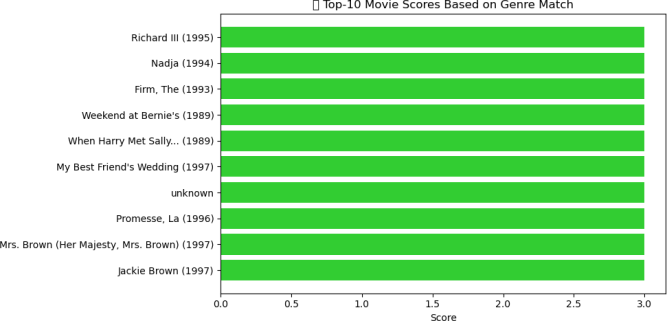 Top-10 Movie Scores Based on Genre Match
Richard III (1995)
Nadja (1994)
Firm, The (1993)
Weekend at Bernie's (1989)
When Harry Met Sally... (1989)
My Best Friend's Wedding (1997)
unknown
Promesse, La (1996)
Mrs. Brown (Her Majesty, Mrs. Brown) (1997)
Jackie Brown (1997)
0.0 0.5 1.0 1.5 2.0 2.5 3.0
Score